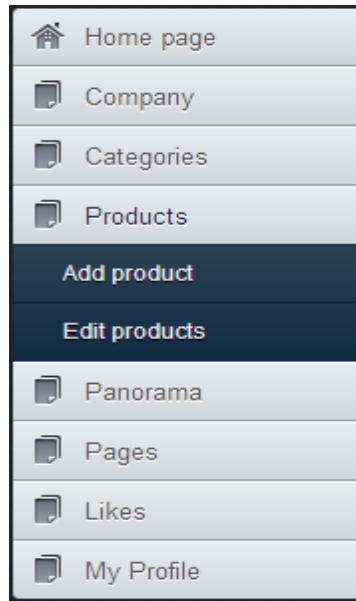 Home page
Company
Categories
Products
Add product
Edit products
Panorama
Pages
Likes
My Profile